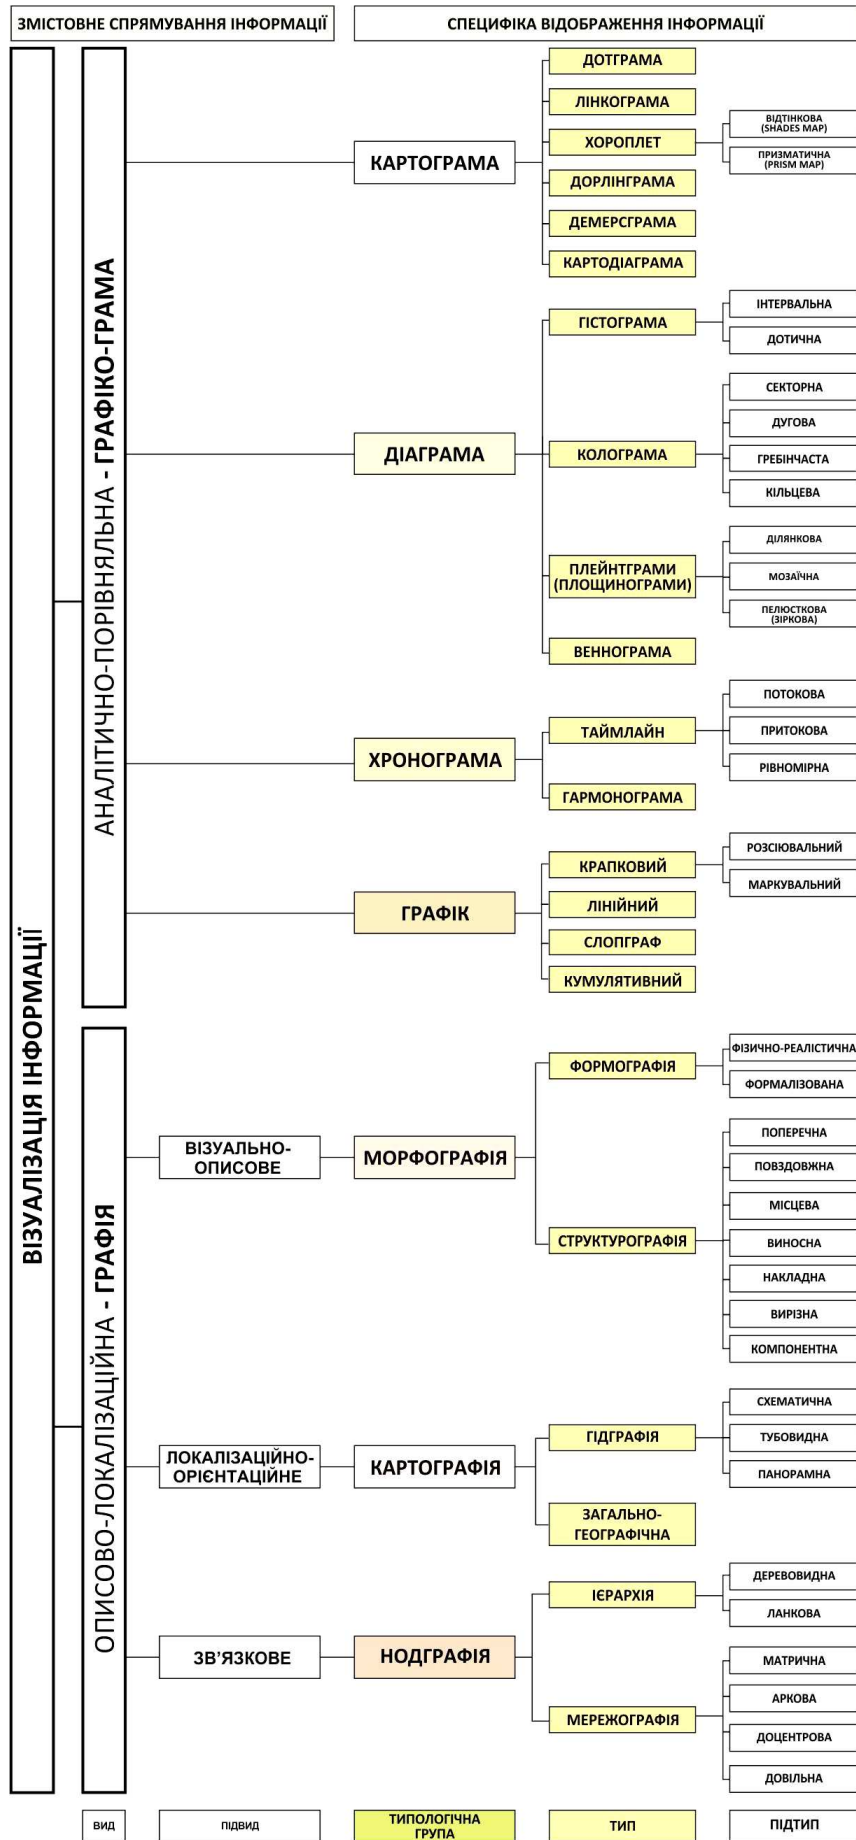 ЗМІСТОВНЕ СПРЯМУВАННЯ ІНФОРМАЦІЇ
СПЕЦИФІКА ВІДОБРАЖЕННЯ ІНФОРМАЦІЇ
ВІЗУАЛІЗАЦІЯ ІНФОРМАЦІЇ
АНАЛІТИЧНО-ПОРІВНЯЛЬНА - ГРАФІКО-ГРАМА
КАРТОГРАМА
ДОТГРАМА
ЛІНКОГРАМА
ХОРОПЛЕТ
ВІДТІНКОВА
(SHADES MAP)
ПРИЗМАТИЧНА
(PRISM MAP)
ДОРЛІНГРАМА
ДЕМЕРСГРАМА
КАРТОДІАГРАМА
ДІАГРАМА
ГІСТОГРАМА
ІНТЕРВАЛЬНА
ДОТИЧНА
КОЛОГРАМА
СЕКТОРНА
ДУГОВА
ГРЕБІНЧАСТА
КІЛЬЦЕВА
ПЛЕЙНТГРАМИ
(ПЛОЩИНОГРАМИ)
ДІЛЯНКОВА
МОЗАЇЧНА
ПЕЛЮСТКОВА
(ЗІРКОВА)
ВЕННОГРАМА
ХРОНОГРАМА
ТАЙМЛАЙН
ПОТОКОВА
ПРИТОКОВА
РІВНОМІРНА
ГАРМОНОГРАМА
ГРАФІК
КРАПКОВИЙ
РОЗСІЮВАЛЬНИЙ
МАРКУВАЛЬНИЙ
ЛІНІЙНИЙ
СЛОПГРАФ
КУМУЛЯТИВНИЙ
ОПИСОВО-ЛОКАЛІЗАЦІЙНА - ГРАФІЯ
ВІЗУАЛЬНО-
ОПИСОВЕ
МОРФОГРАФІЯ
ФОРМОГРАФІЯ
ФІЗИЧНО-РЕАЛІСТИЧНА
ФОРМАЛІЗОВАНА
СТРУКТУРОГРАФІЯ
ПОПЕРЕЧНА
ПОВЗДОВЖНА
МІСЦЕВА
ВИНОСНА
НАКЛАДНА
ВИРІЗНА
КОМПОНЕНТНА
ЛОКАЛІЗАЦІЙНО-
ОРІЄНТАЦІЙНЕ
КАРТОГРАФІЯ
ГІДГРАФІЯ
СХЕМАТИЧНА
ТУБОВИДНА
ПАНОРАМНА
ЗАГАЛЬНО-
ГЕОГРАФІЧНА
ЗВ'ЯЗКОВЕ
НОДГРАФІЯ
ІЄРАРХІЯ
ДЕРЕВОВИДНА
ЛАНКОВА
МЕРЕЖОГРАФІЯ
МАТРИЧНА
АРКОВА
ДОЦЕНТРОВА
ДОВІЛЬНА
ВИД
ПІДВИД
ТИПОЛОГІЧНА
ГРУПА
ТИП
ПІДТИП